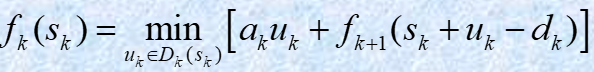 f_k(s_k) = min_{u_k∈D_k(s_k)} [a_k u_k + f_{k+1}(s_k + u_k − d_k)]